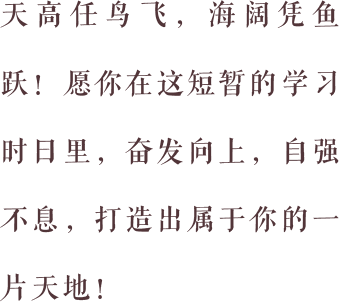 天高任鸟飞，海阔凭鱼
跃！愿你在这短暂的学习
时日里，奋发向上，自强
不息，打造出属于你的一
片天地！